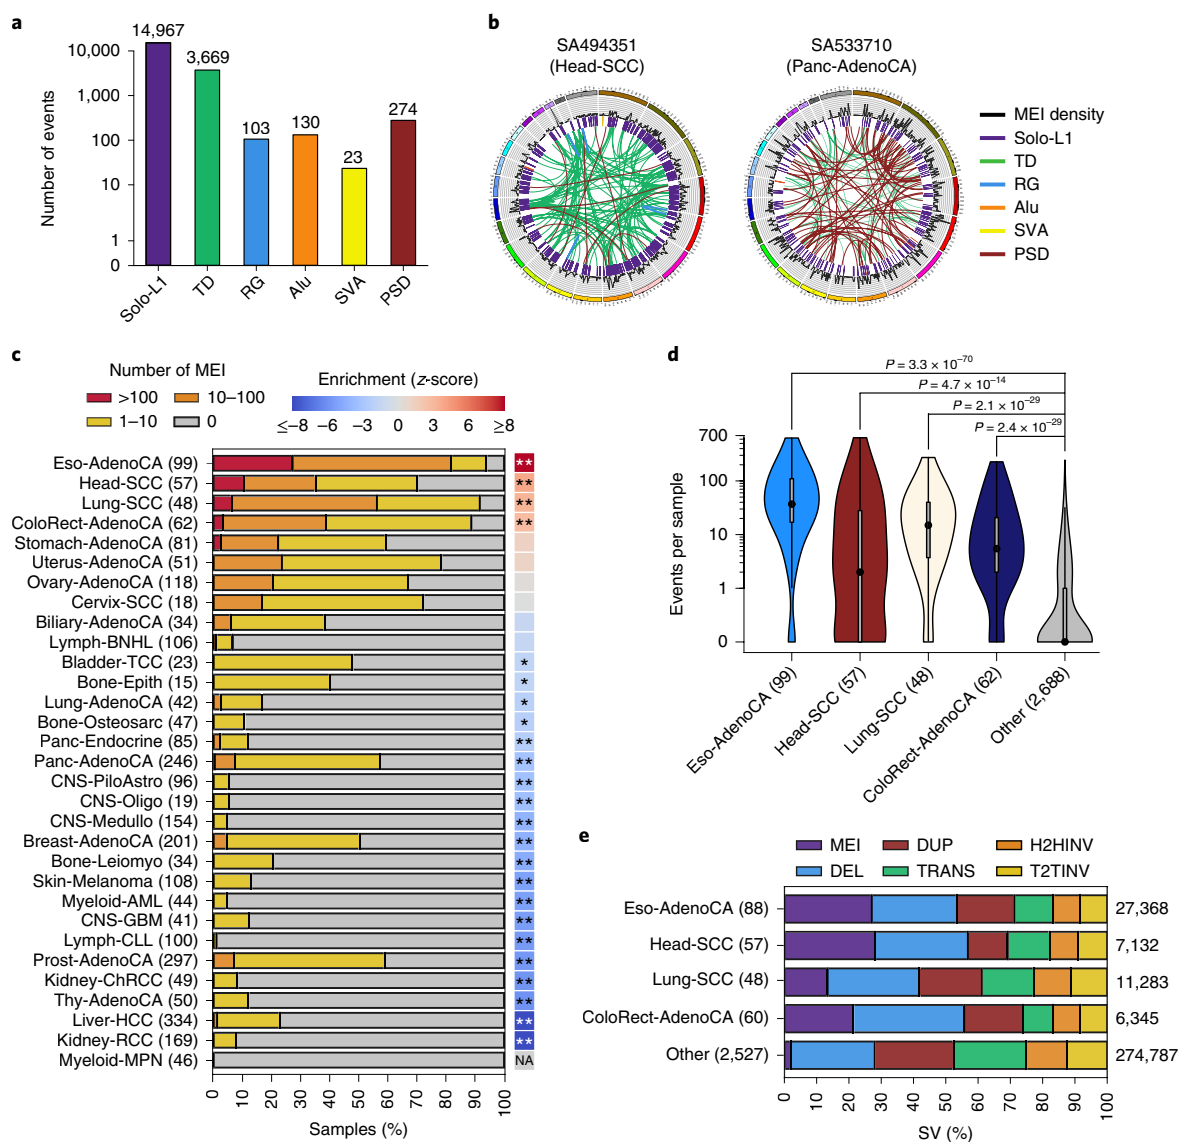 a
14,967
3,669
103
130
23
274
10,000
1,000
100
10
1
0
Number of events
Solo-L1
TD
RG
Alu
SVA
PSD
b
SA494351
(Head-SCC)
SA533710
(Panc-AdenoCA)
MEI density
Solo-L1
TD
RG
Alu
SVA
PSD
c
Number of MEI
>100
10–100
1–10
0
Enrichment (z-score)
≤−8 −6 −3 0 3 6 ≥8
Eso-AdenoCA (99) **
Head-SCC (57) **
Lung-SCC (48) **
ColoRect-AdenoCA (62) **
Stomach-AdenoCA (81)
Uterus-AdenoCA (51)
Ovary-AdenoCA (118)
Cervix-SCC (18)
Biliary-AdenoCA (34)
Lymph-BNHL (106)
Bladder-TCC (23) *
Bone-Epith (15) *
Lung-AdenoCA (42) *
Bone-Osteosarc (47) *
Panc-Endocrine (85) **
Panc-AdenoCA (246) **
CNS-PiloAstro (96) **
CNS-Oligo (19) **
CNS-Medullo (154) **
Breast-AdenoCA (201) **
Bone-Leiomyo (34) **
Skin-Melanoma (108) **
Myeloid-AML (44) **
CNS-GBM (41) **
Lymph-CLL (100) **
Prost-AdenoCA (297) **
Kidney-ChRCC (49) **
Thy-AdenoCA (50) **
Liver-HCC (334) **
Kidney-RCC (169) **
Myeloid-MPN (46) NA
0 10 20 30 40 50 60 70 80 90 100
Samples (%)
d
P = 3.3 × 10−70
P = 4.7 × 10−14
P = 2.1 × 10−29
P = 2.4 × 10−29
700
100
10
1
0
Events per sample
Eso-AdenoCA (99)
Head-SCC (57)
Lung-SCC (48)
ColoRect-AdenoCA (62)
Other (2,688)
e
MEI
DUP
H2HINV
DEL
TRANS
T2TINV
Eso-AdenoCA (88) 27,368
Head-SCC (57) 7,132
Lung-SCC (48) 11,283
ColoRect-AdenoCA (60) 6,345
Other (2,527) 274,787
0 10 20 30 40 50 60 70 80 90 100
SV (%)